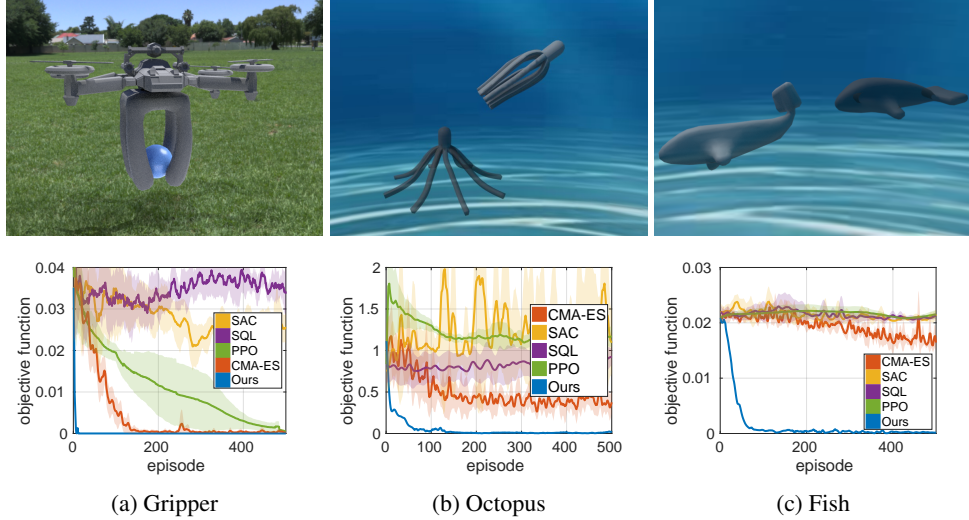 0.04
0.03
0.02
0.01
0
objective function
200
400
episode
SAC
SQL
PPO
CMA-ES
Ours
2
1.5
1
0.5
0
objective function
0
100
200
300
400
500
episode
CMA-ES
SAC
SQL
PPO
Ours
0.03
0.02
0.01
0
objective function
0
200
400
episode
CMA-ES
SAC
SQL
PPO
Ours
(a) Gripper
(b) Octopus
(c) Fish